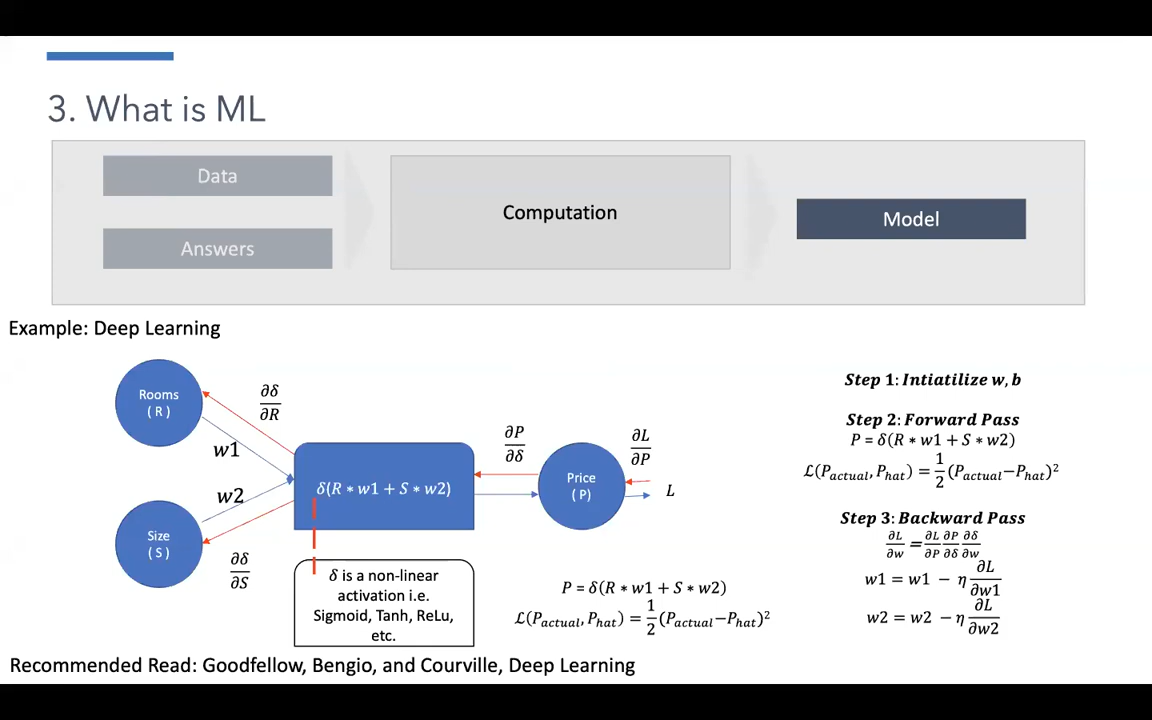 3. What is ML
Data
Answers
Computation
Model
Example: Deep Learning
Rooms
( R )
Size
( S )
w1
w2
∂δ/∂R
∂δ/∂S
δ(R ∗ w1 + S ∗ w2)
∂P/∂δ
Price
( P )
∂L/∂P
L
δ is a non-linear
activation i.e.
Sigmoid, Tanh, ReLu,
etc.
P = δ(R ∗ w1 + S ∗ w2)
ℒ(P_actual, P_hat) = 1/2 (P_actual−P_hat)²
Step 1: Intiatilize w, b
Step 2: Forward Pass
P = δ(R ∗ w1 + S ∗ w2)
ℒ(P_actual, P_hat) = 1/2 (P_actual−P_hat)²
Step 3: Backward Pass
∂L/∂w = ∂L/∂P ∂P/∂δ ∂δ/∂w
w1 = w1 − η ∂L/∂w1
w2 = w2 − η ∂L/∂w2
Recommended Read: Goodfellow, Bengio, and Courville, Deep Learning